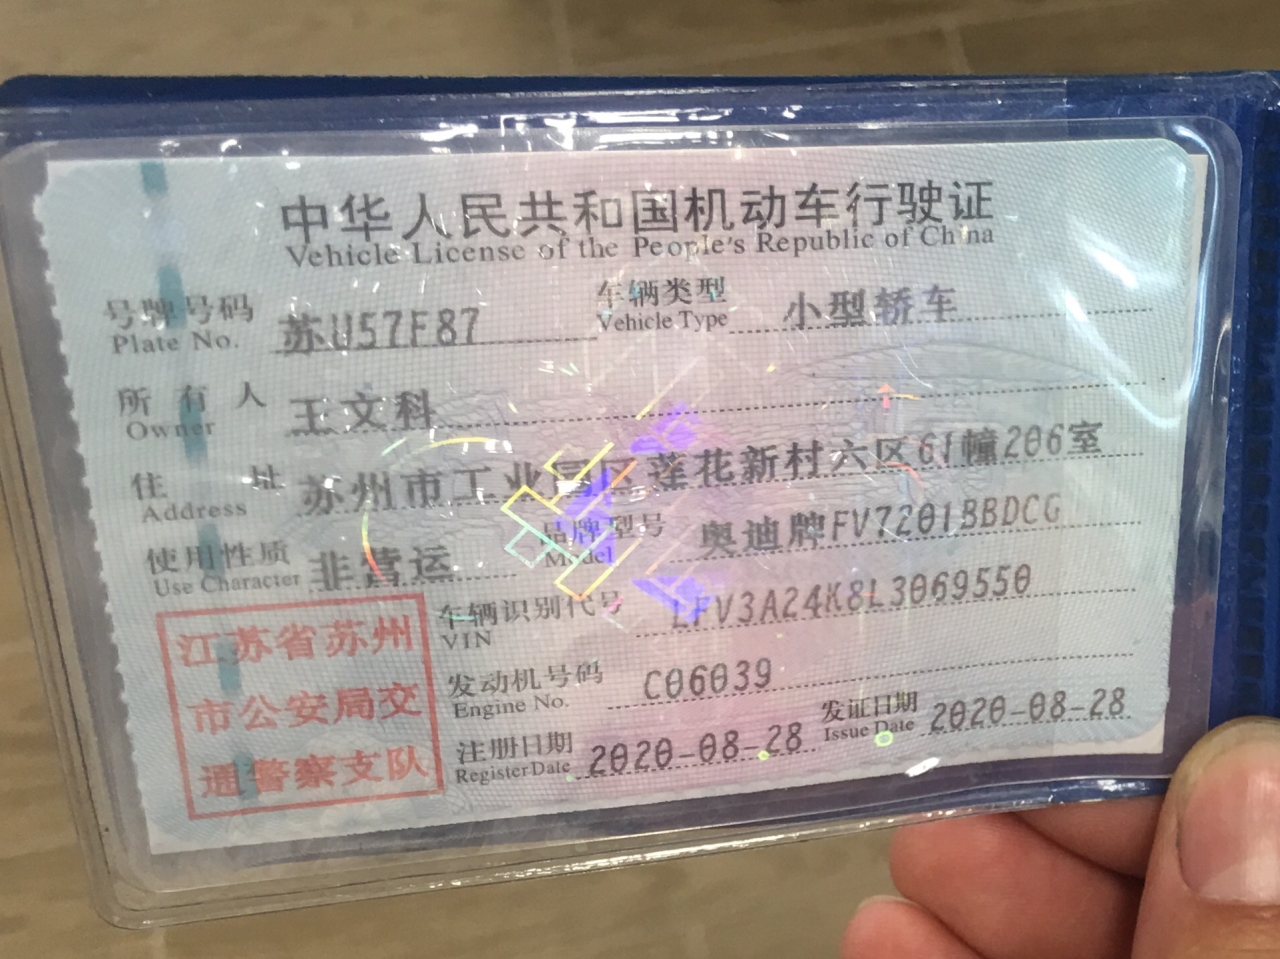 中华人民共和国机动车行驶证
Vehicle License of the People's Republic of China
号牌号码 苏U57F87 车辆类型 小型轿车
Plate No. Vehicle Type
所有人 王文科
Owner
住址 苏州市工业园区莲花新村六区61幢206室
Address
使用性质 非营运 品牌型号 奥迪牌FV7201BBDCG
Use Character Model
车辆识别代号 LFV3A24K8L3069550
VIN
发动机号码 C06039
Engine No.
注册日期 2020-08-28 发证日期 2020-08-28
Register Date Issue Date
江苏省苏州
市公安局交
通警察支队